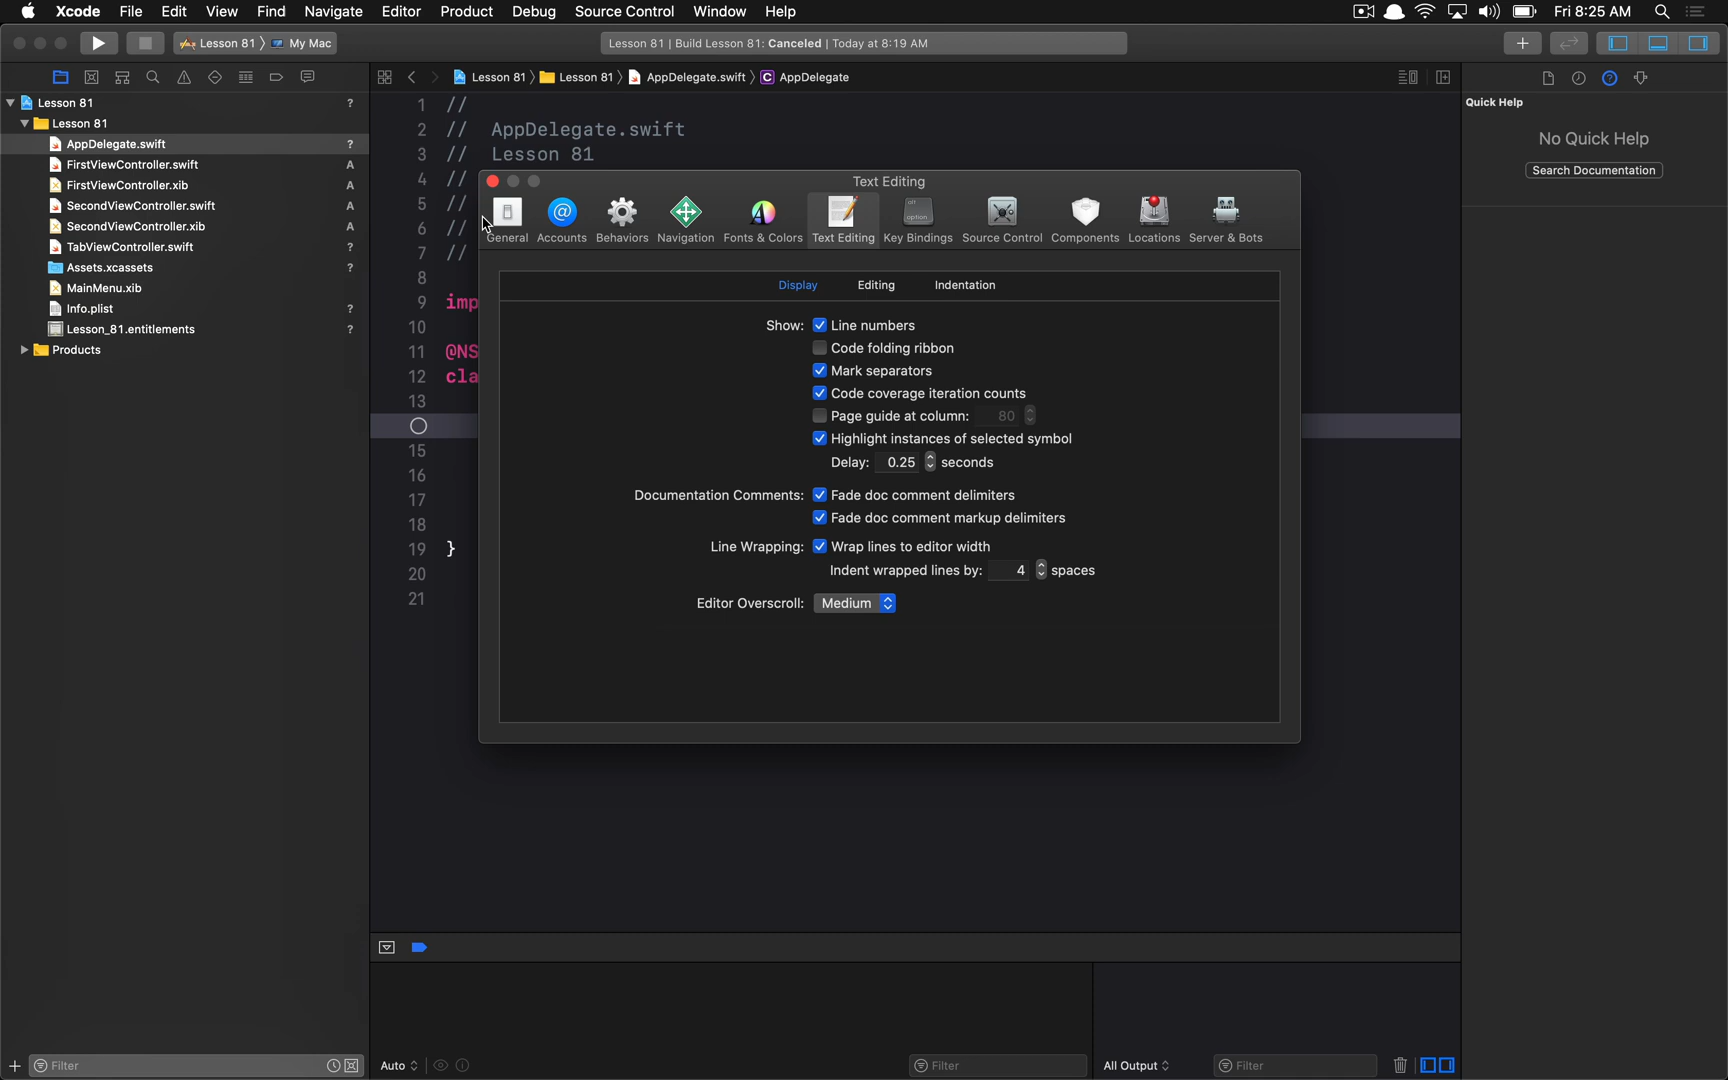 Xcode File Edit View Find Navigate Editor Product Debug Source Control Window Help Fri 8:25 AM
Lesson 81 My Mac Lesson 81 | Build Lesson 81: Canceled | Today at 8:19 AM
Lesson 81 Lesson 81 AppDelegate.swift C AppDelegate
Lesson 81 ?
Lesson 81
AppDelegate.swift ?
FirstViewController.swift A
FirstViewController.xib A
SecondViewController.swift A
SecondViewController.xib A
TabViewController.swift ?
Assets.xcassets ?
MainMenu.xib
Info.plist ?
Lesson_81.entitlements ?
Products
1 //
2 // AppDelegate.swift
3 // Lesson 81
4 //
5 //
6 //
7 //
8
9 imp
10
11 @NS
12 cla
13
15
16
17
18
19 }
20
21
Text Editing
General Accounts Behaviors Navigation Fonts & Colors Text Editing Key Bindings Source Control Components Locations Server & Bots
alt
option
Display Editing Indentation
Show: Line numbers
Code folding ribbon
Mark separators
Code coverage iteration counts
Page guide at column: 80
Highlight instances of selected symbol
Delay: 0.25 seconds
Documentation Comments: Fade doc comment delimiters
Fade doc comment markup delimiters
Line Wrapping: Wrap lines to editor width
Indent wrapped lines by: 4 spaces
Editor Overscroll: Medium
Quick Help
No Quick Help
Search Documentation
Filter
Auto
Filter
All Output
Filter